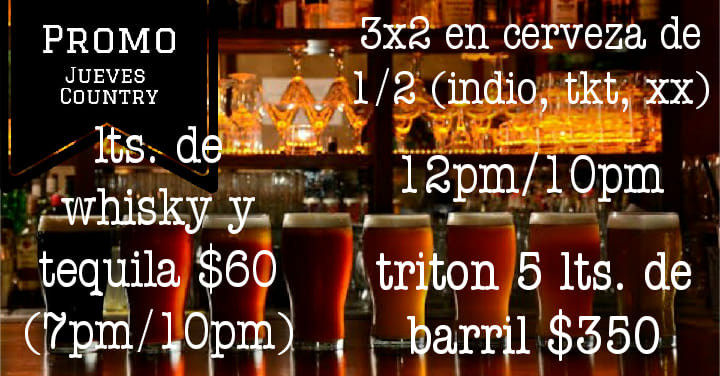 PROMO
JUEVES
COUNTRY
lts. de
whisky y
tequila $60
(7pm/10pm)
3x2 en cerveza de
1/2 (indio, tkt, xx)
12pm/10pm
triton 5 lts. de
barril $350